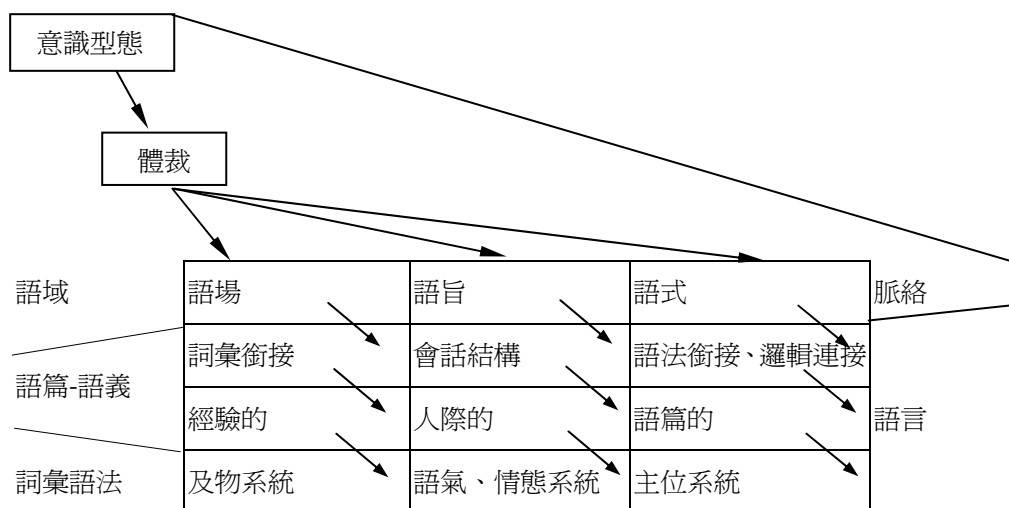 意識型態
體裁
語域 語場 語旨 語式 脈絡
詞彙銜接 會話結構 語法銜接、邏輯連接
語篇-語義
經驗的 人際的 語篇的 語言
詞彙語法 及物系統 語氣、情態系統 主位系統